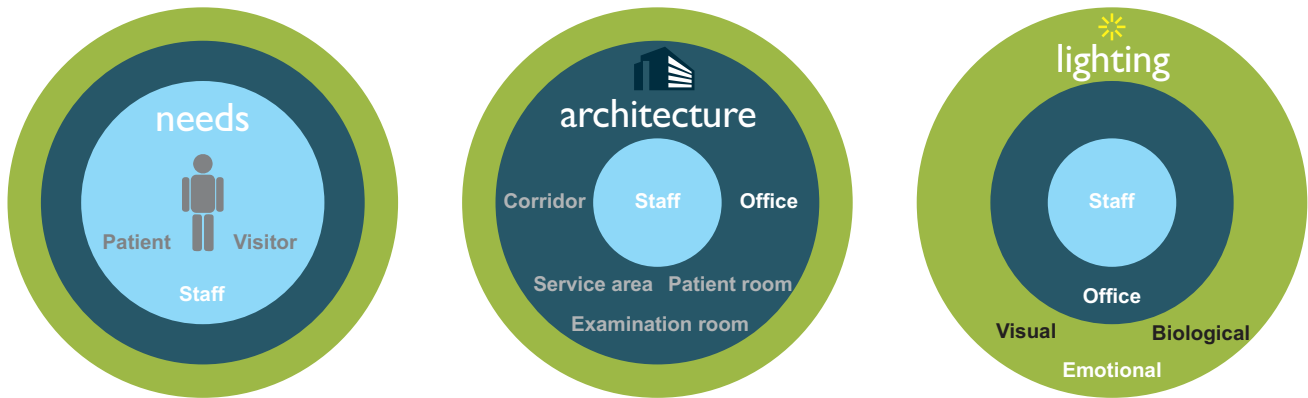 needs
Patient Visitor
Staff
architecture
Corridor Staff Office
Service area Patient room
Examination room
lighting
Staff
Office
Visual Biological
Emotional